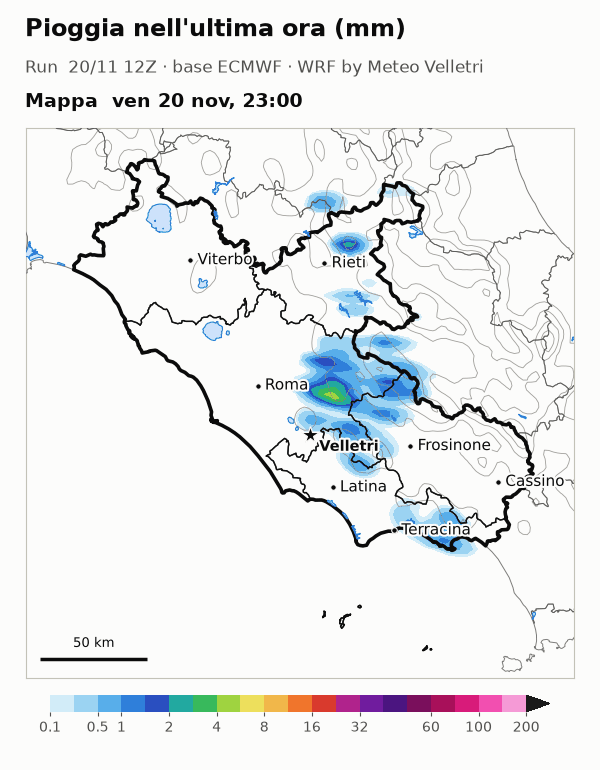 Pioggia nell'ultima ora (mm)
Run  20/11 12Z · base ECMWF · WRF by Meteo Velletri
Mappa  ven 20 nov, 23:00
Viterbo
Rieti
Roma
Velletri
Frosinone
Latina
Cassino
Terracina
50 km
0.1 0.5 1 2 4 8 16 32 60 100 200